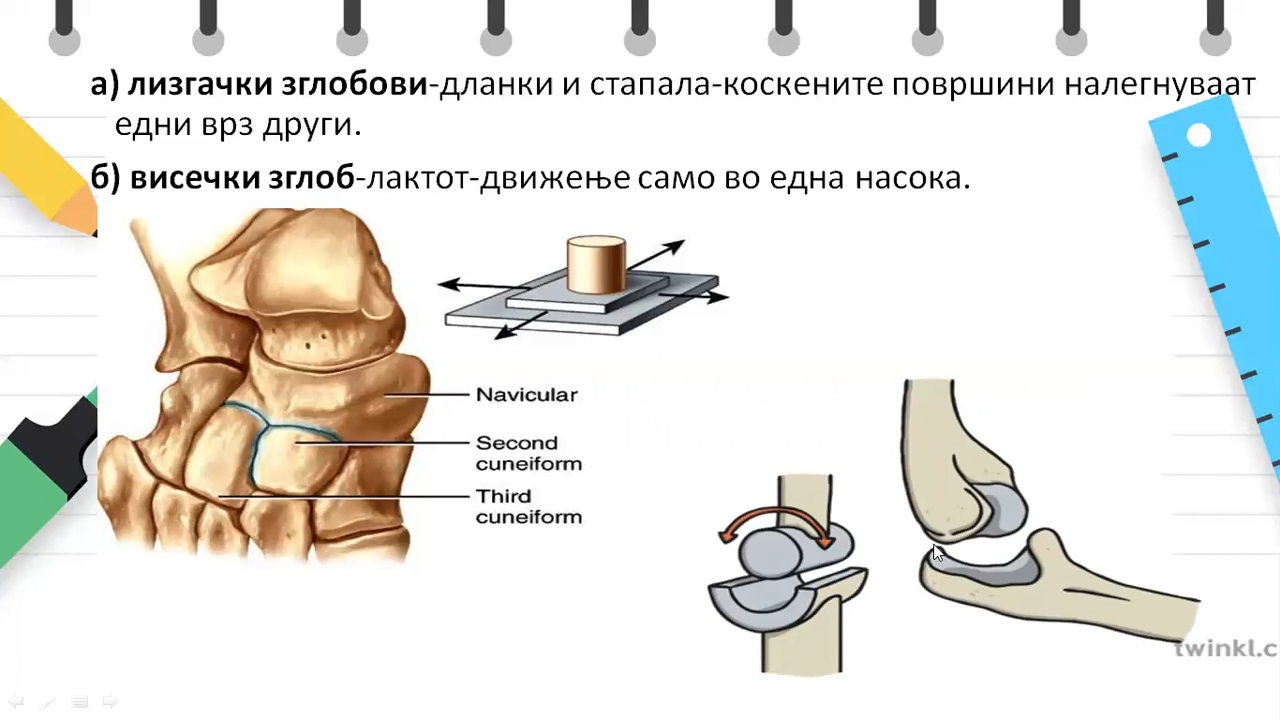 а) лизгачки зглобови-дланки и стапала-коскените површини налегнуваат
едни врз други.
б) висечки зглоб-лактот-движење само во една насока.
Navicular
Second
cuneiform
Third
cuneiform
twinkl.c